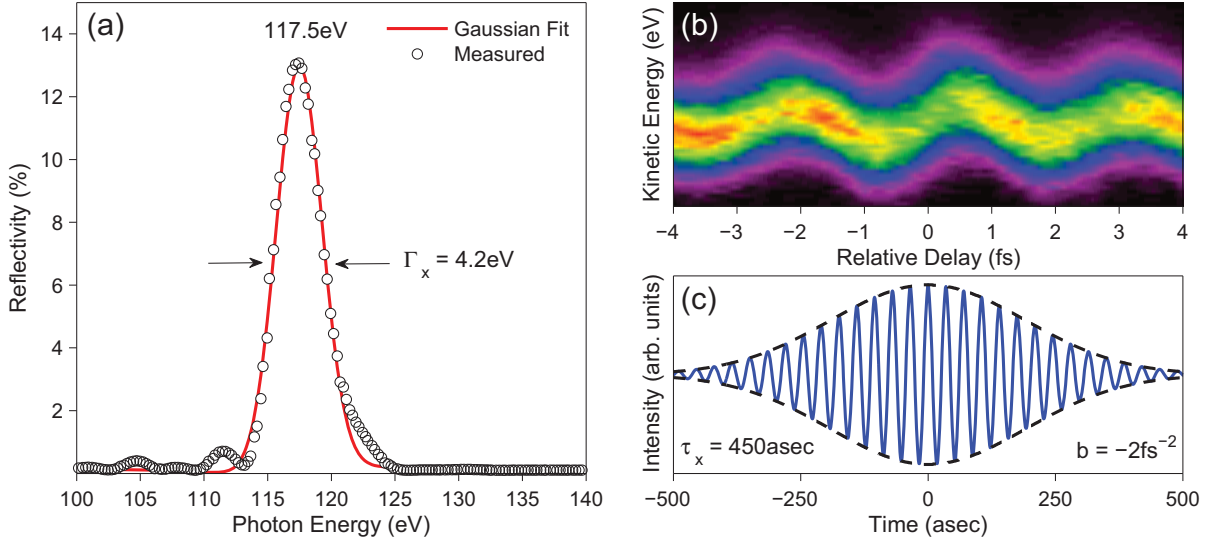 (a)
117.5eV
Gaussian Fit
Measured
14
12
10
8
6
4
2
Reflectivity (%)
Γx = 4.2eV
100 105 110 115 120 125 130 135 140
Photon Energy (eV)
(b)
Kinetic Energy (eV)
−4 −3 −2 −1 0 1 2 3 4
Relative Delay (fs)
(c)
Intensity (arb. units)
τx = 450asec
b = −2fs−2
−500 −250 0 250 500
Time (asec)